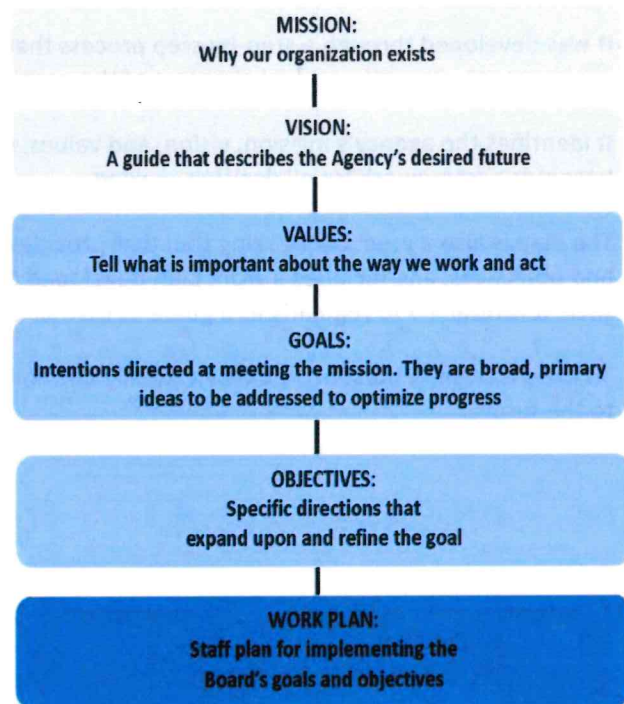 MISSION:
Why our organization exists
VISION:
A guide that describes the Agency's desired future
VALUES:
Tell what is important about the way we work and act
GOALS:
Intentions directed at meeting the mission. They are broad, primary
ideas to be addressed to optimize progress
OBJECTIVES:
Specific directions that
expand upon and refine the goal
WORK PLAN:
Staff plan for implementing the
Board's goals and objectives